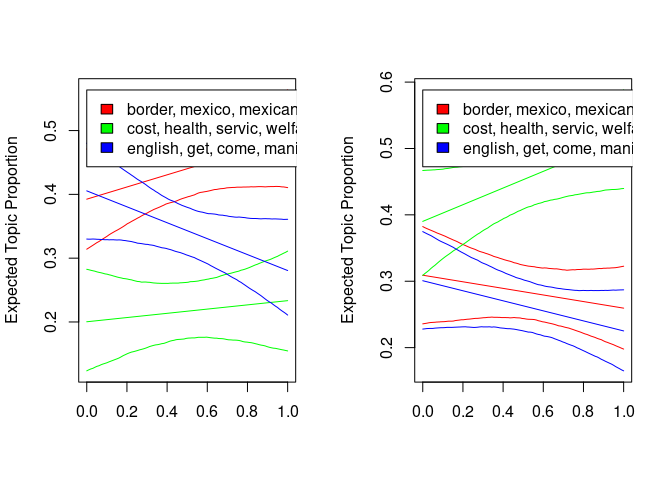 Expected Topic Proportion
0.2
0.3
0.4
0.5
0.0 0.2 0.4 0.6 0.8 1.0
border, mexico, mexican
cost, health, servic, welfa
english, get, come, mani
Expected Topic Proportion
0.2
0.3
0.4
0.5
0.6
0.0 0.2 0.4 0.6 0.8 1.0
border, mexico, mexican
cost, health, servic, welfa
english, get, come, mani